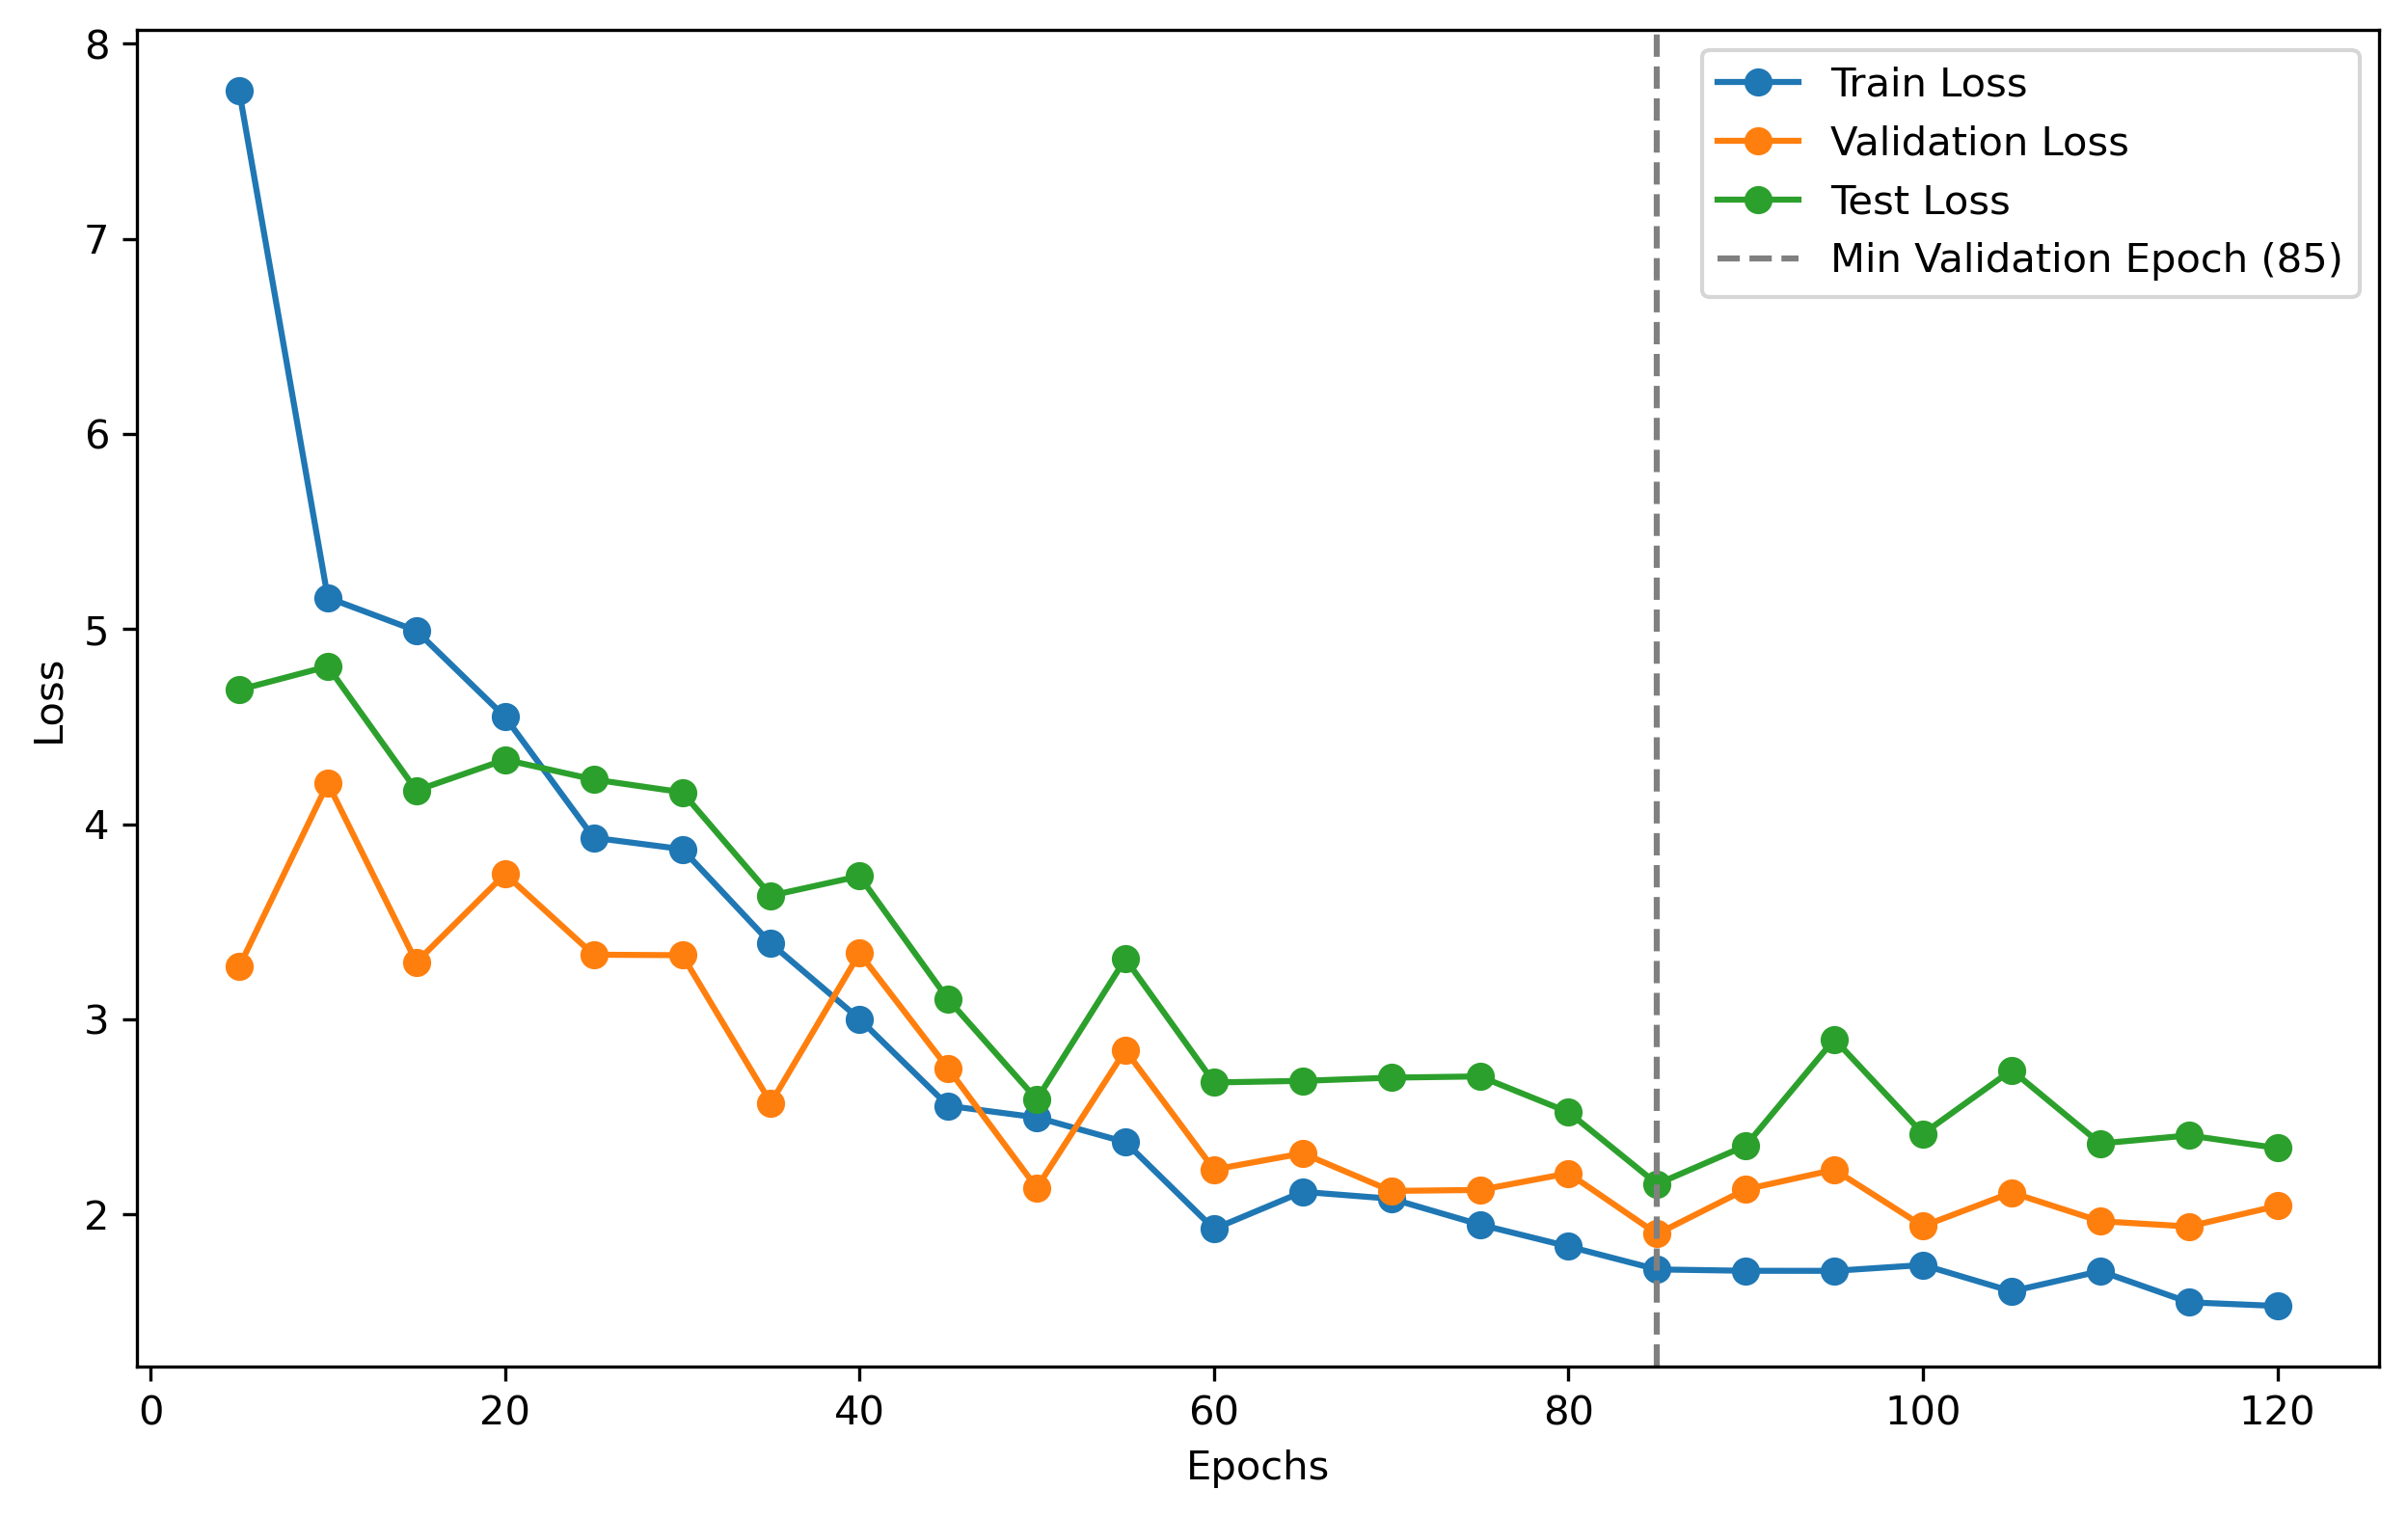 8
7
6
5
4
3
2
Loss
0 20 40 60 80 100 120
Epochs
Train Loss
Validation Loss
Test Loss
Min Validation Epoch (85)